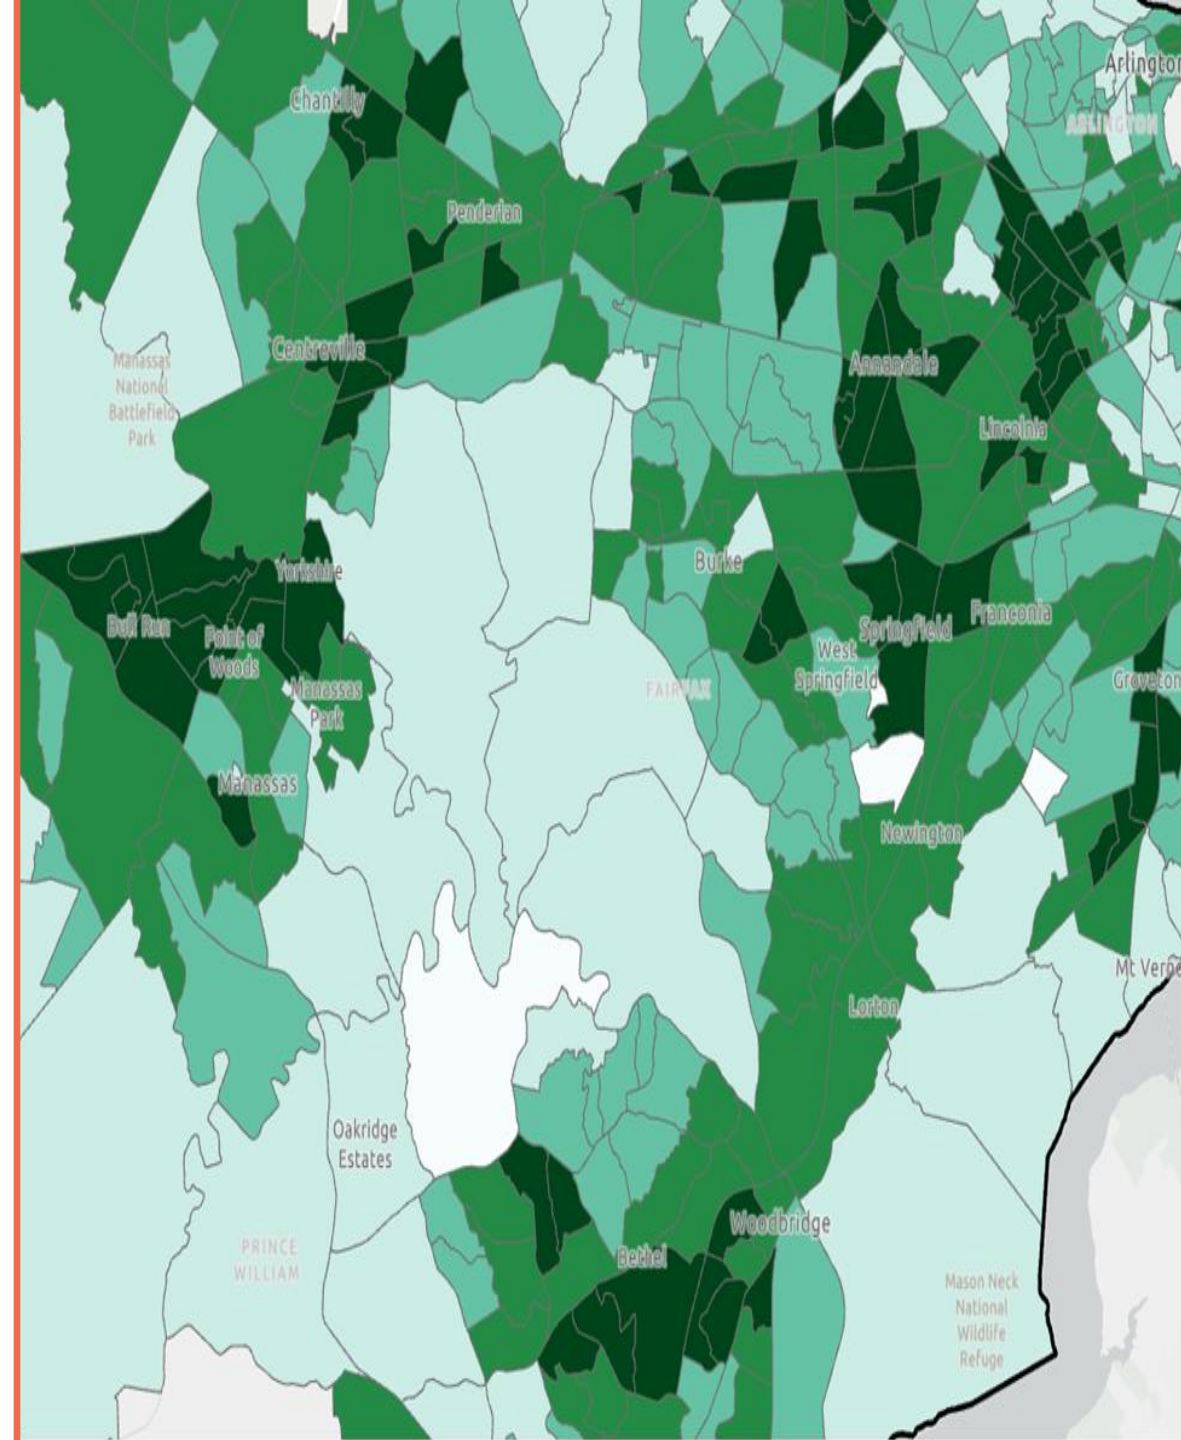 Arlington
Chantilly
ARLINGTON
Penderlan
Centreville
Manassas
National
Battlefield
Park
Annandale
Lincolnia
Burke
Yorkshire
Franconia
Bull Run
Springfield
Point of
Woods
West
Springfield
Groveton
FAIRFAX
Manassas
Park
Manassas
Newington
Mt Verno
Lorton
Oakridge
Estates
Woodbridge
PRINCE
WILLIAM
Bethel
Mason Neck
National
Wildlife
Refuge